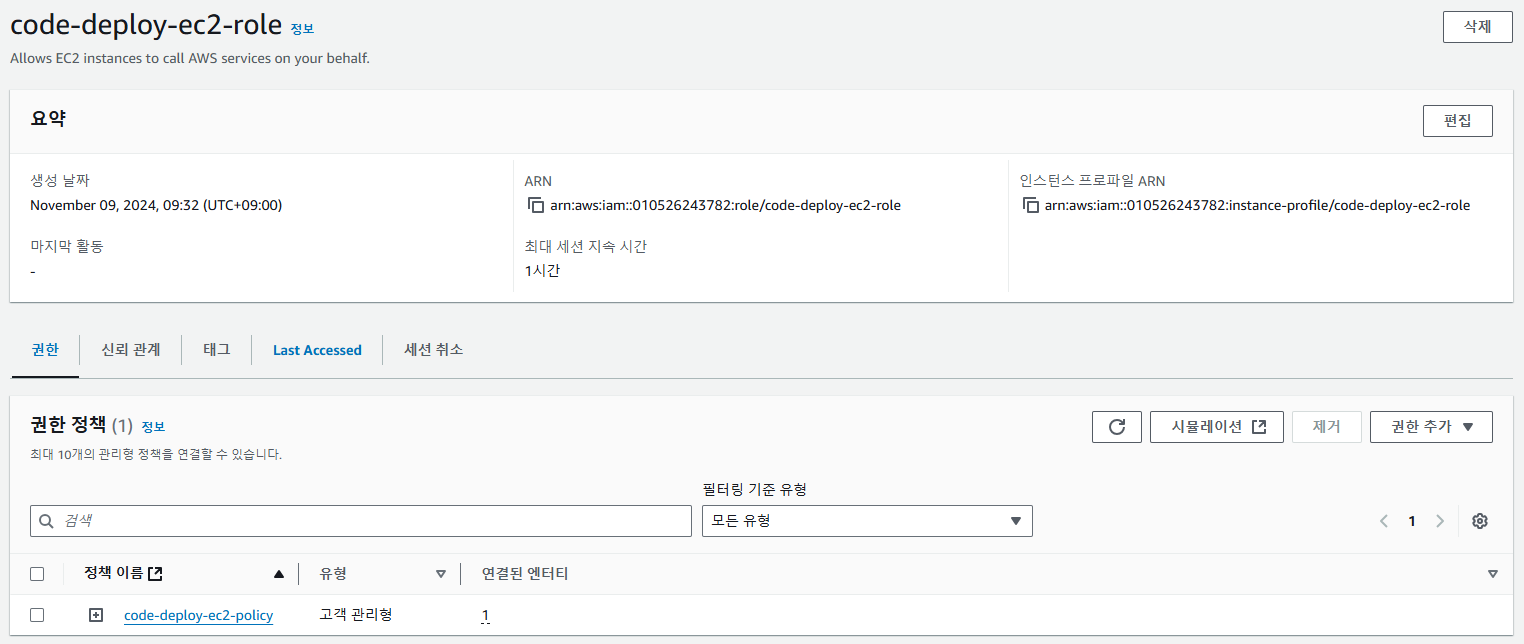 code-deploy-ec2-role 정보
삭제
Allows EC2 instances to call AWS services on your behalf.
요약
편집
생성 날짜
November 09, 2024, 09:32 (UTC+09:00)
ARN
arn:aws:iam::010526243782:role/code-deploy-ec2-role
인스턴스 프로파일 ARN
arn:aws:iam::010526243782:instance-profile/code-deploy-ec2-role
마지막 활동
-
최대 세션 지속 시간
1시간
권한 신뢰 관계 태그 Last Accessed 세션 취소
권한 정책 (1) 정보
시뮬레이션 제거 권한 추가
최대 10개의 관리형 정책을 연결할 수 있습니다.
필터링 기준 유형
검색 모든 유형 1
정책 이름 유형 연결된 엔터티
code-deploy-ec2-policy 고객 관리형 1